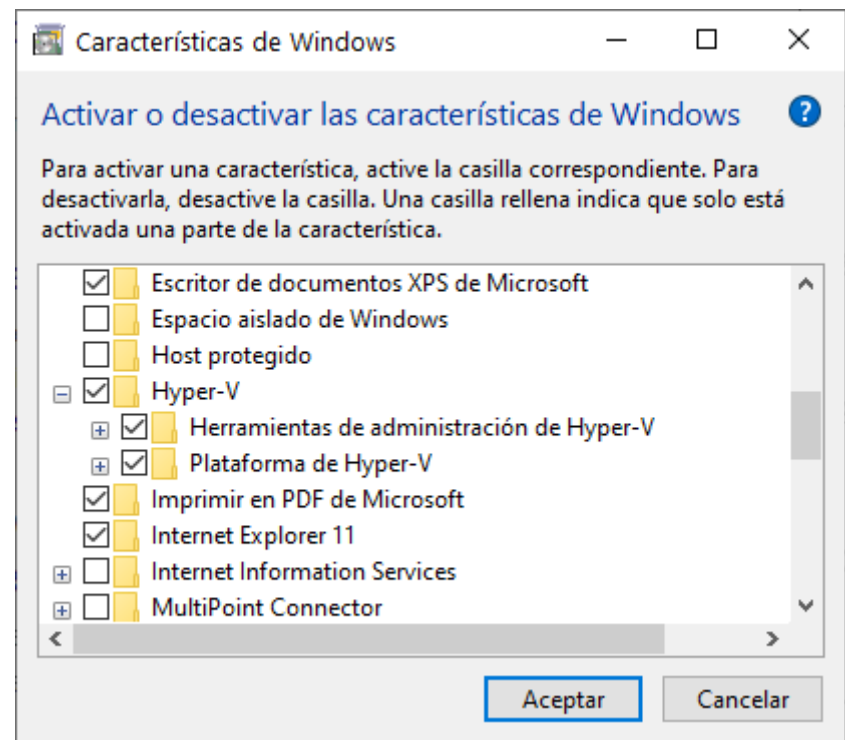 Características de Windows
Activar o desactivar las características de Windows
Para activar una característica, active la casilla correspondiente. Para
desactivarla, desactive la casilla. Una casilla rellena indica que solo está
activada una parte de la característica.
Escritor de documentos XPS de Microsoft
Espacio aislado de Windows
Host protegido
Hyper-V
Herramientas de administración de Hyper-V
Plataforma de Hyper-V
Imprimir en PDF de Microsoft
Internet Explorer 11
Internet Information Services
MultiPoint Connector
Aceptar Cancelar